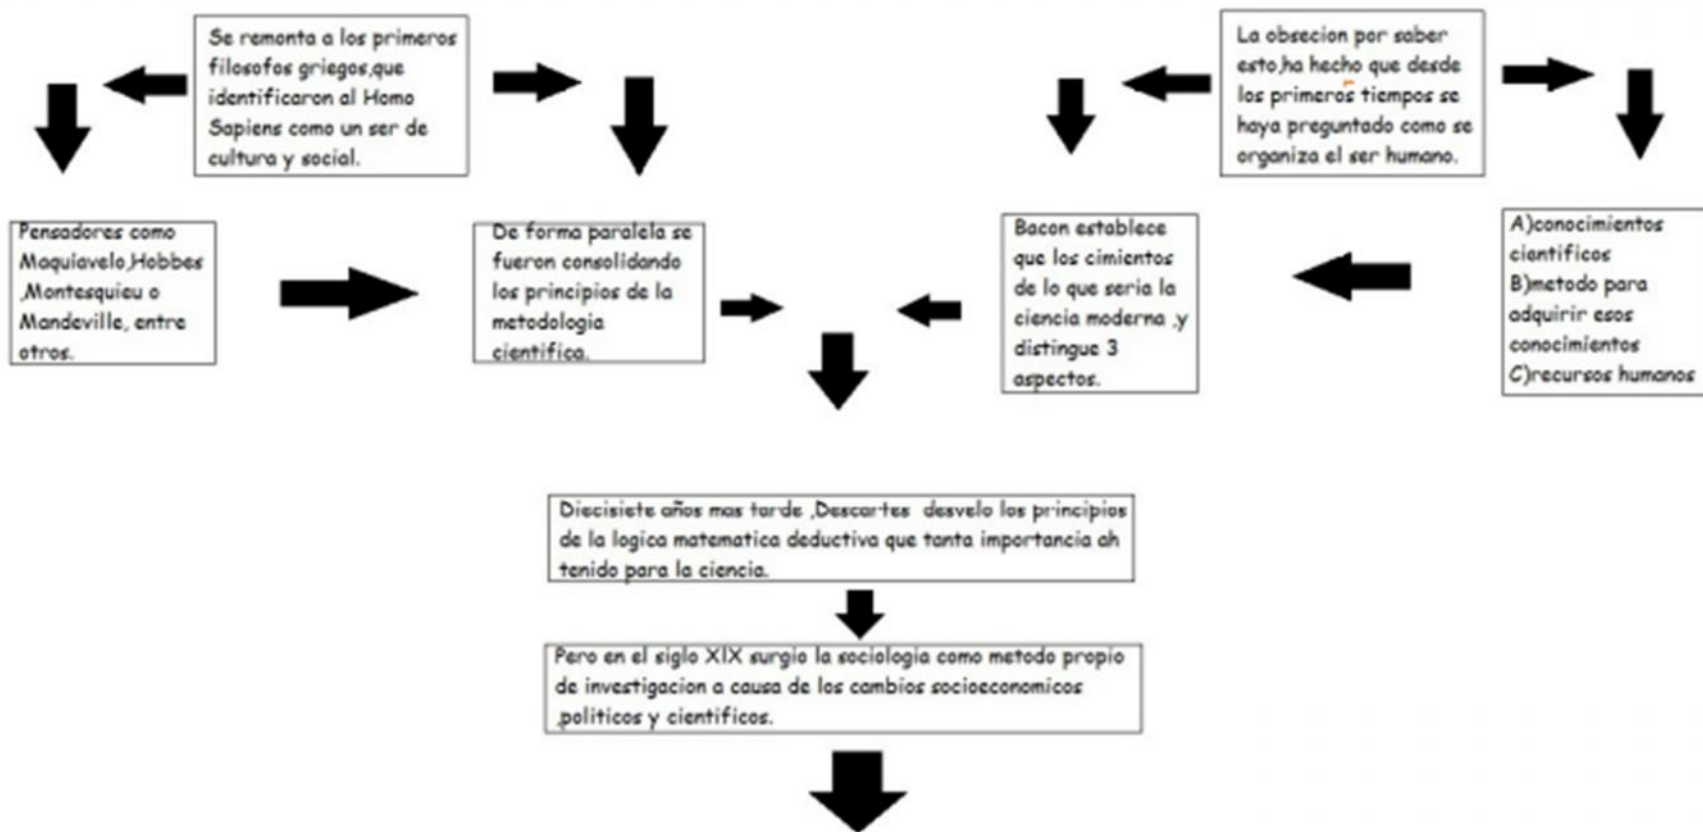 Se remonta a los primeros
filosofos griegos,que
identificaron al Homo
Sapiens como un ser de
cultura y social.
La obsecion por saber
esto,ha hecho que desde
los primeros tiempos se
haya preguntado como se
organiza el ser humano.
Pensadores como
Maquiavelo,Hobbes
,Montesquieu o
Mandeville, entre
otros.
De forma paralela se
fueron consolidando
los principios de la
metodologia
cientifica.
Bacon establece
que los cimientos
de lo que seria la
ciencia moderna ,y
distingue 3
aspectos.
A)conocimientos
cientificos
B)metodo para
adquirir esos
conocimientos
C)recursos humanos
Diecisiete años mas tarde ,Descartes desvelo los principios
de la logica matematica deductiva que tanta importancia ah
tenido para la ciencia.
Pero en el siglo XIX surgio la sociologia como metodo propio
de investigacion a causa de los cambios socioeconomicos
,politicos y cientificos.